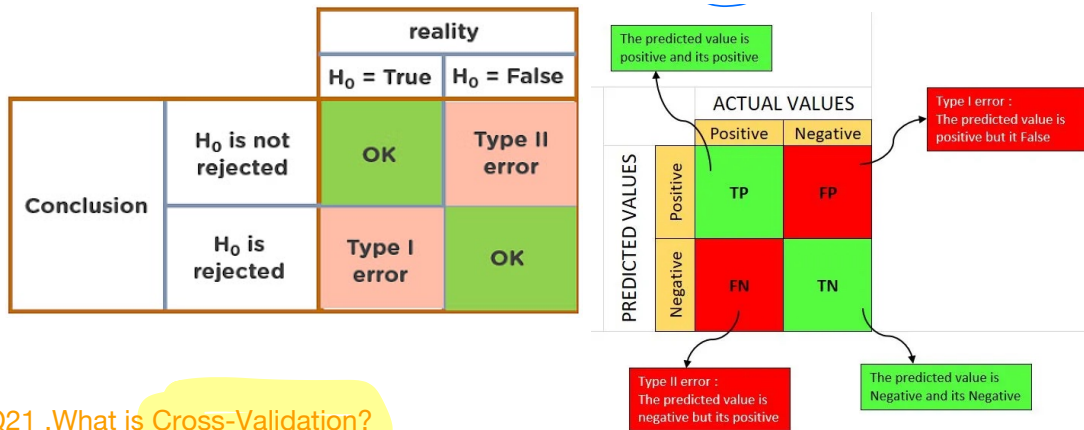 reality
H₀ = True H₀ = False
Conclusion
H₀ is not
rejected
OK
Type II
error
H₀ is
rejected
Type I
error
OK
The predicted value is
positive and its positive
ACTUAL VALUES
Positive Negative
PREDICTED VALUES
Positive
TP
FP
Negative
FN
TN
Type I error :
The predicted value is
positive but it False
Type II error :
The predicted value is
negative but its positive
The predicted value is
Negative and its Negative
Q21 .What is Cross-Validation?